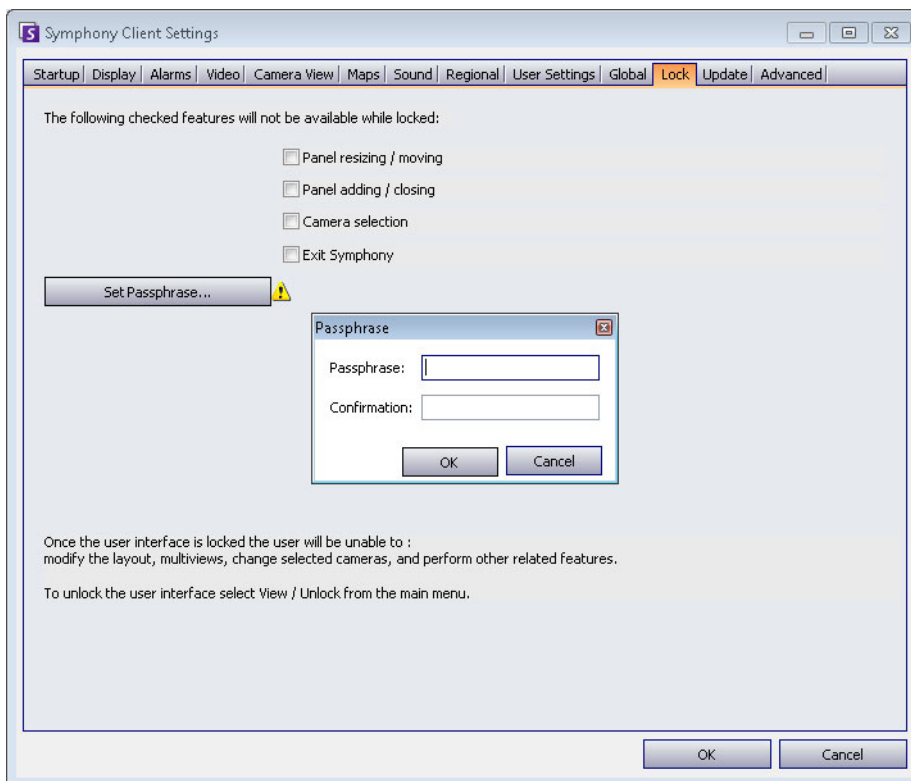 S Symphony Client Settings
Startup Display Alarms Video Camera View Maps Sound Regional User Settings Global Lock Update Advanced
The following checked features will not be available while locked:
Panel resizing / moving
Panel adding / closing
Camera selection
Exit Symphony
Set Passphrase...
Passphrase
Passphrase:
Confirmation:
OK Cancel
Once the user interface is locked the user will be unable to :
modify the layout, multiviews, change selected cameras, and perform other related features.
To unlock the user interface select View / Unlock from the main menu.
OK Cancel